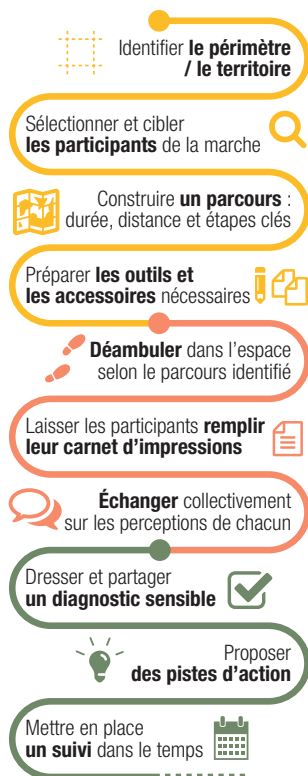 Identifier le périmètre
/ le territoire
Sélectionner et cibler
les participants de la marche
Construire un parcours :
durée, distance et étapes clés
Préparer les outils et
les accessoires nécessaires
Déambuler dans l'espace
selon le parcours identifié
Laisser les participants remplir
leur carnet d'impressions
Échanger collectivement
sur les perceptions de chacun
Dresser et partager
un diagnostic sensible
Proposer
des pistes d'action
Mettre en place
un suivi dans le temps